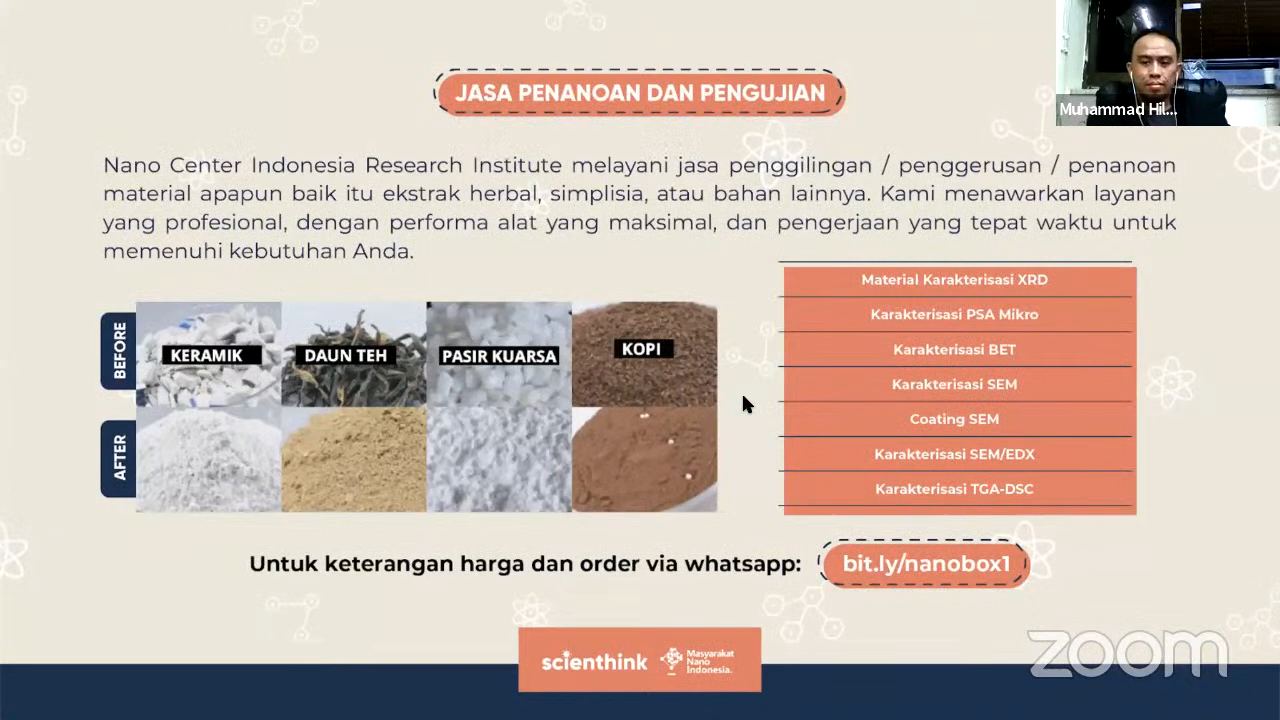 JASA PENANOAN DAN PENGUJIAN
Muhammad Hil...
Nano Center Indonesia Research Institute melayani jasa penggilingan / penggerusan / penanoan
material apapun baik itu ekstrak herbal, simplisia, atau bahan lainnya. Kami menawarkan layanan
yang profesional, dengan performa alat yang maksimal, dan pengerjaan yang tepat waktu untuk
memenuhi kebutuhan Anda.
BEFORE
KERAMIK
DAUN TEH
PASIR KUARSA
KOPI
AFTER
Material Karakterisasi XRD
Karakterisasi PSA Mikro
Karakterisasi BET
Karakterisasi SEM
Coating SEM
Karakterisasi SEM/EDX
Karakterisasi TGA-DSC
Untuk keterangan harga dan order via whatsapp:
bit.ly/nanobox1
scienthink
Masyarakat
Nano
Indonesia.
zoom